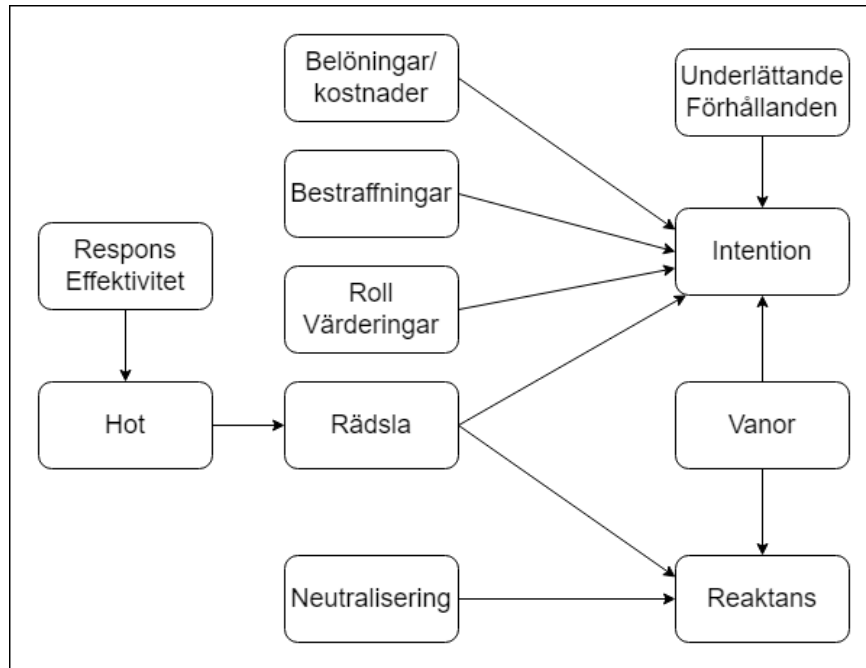 Belöningar/
kostnader
Underlättande
Förhållanden
Bestraffningar
Respons
Effektivitet
Intention
Roll
Värderingar
Hot
Rädsla
Vanor
Neutralisering
Reaktans